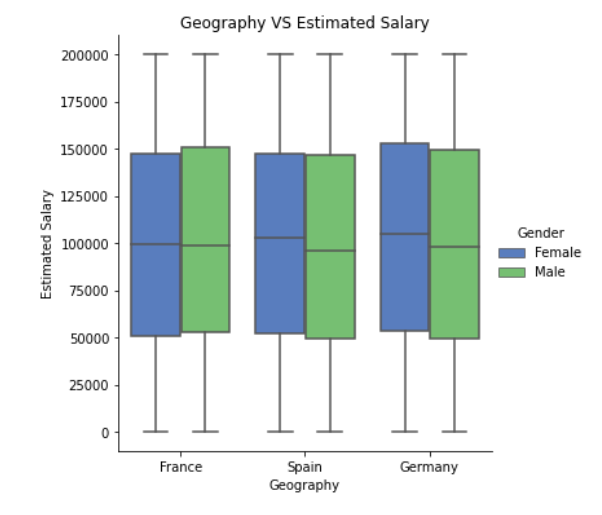 Geography VS Estimated Salary
200000
175000
150000
125000
100000
75000
50000
25000
0
Estimated Salary
France
Spain
Germany
Geography
Gender
Female
Male